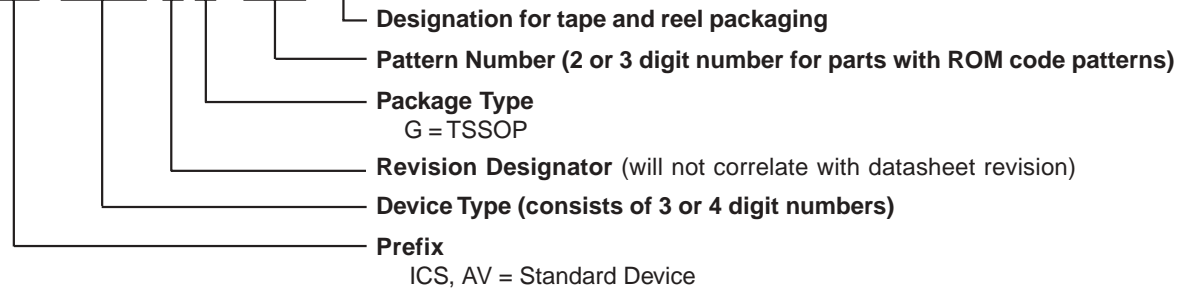 Designation for tape and reel packaging
Pattern Number (2 or 3 digit number for parts with ROM code patterns)
Package Type
G = TSSOP
Revision Designator (will not correlate with datasheet revision)
Device Type (consists of 3 or 4 digit numbers)
Prefix
ICS, AV = Standard Device